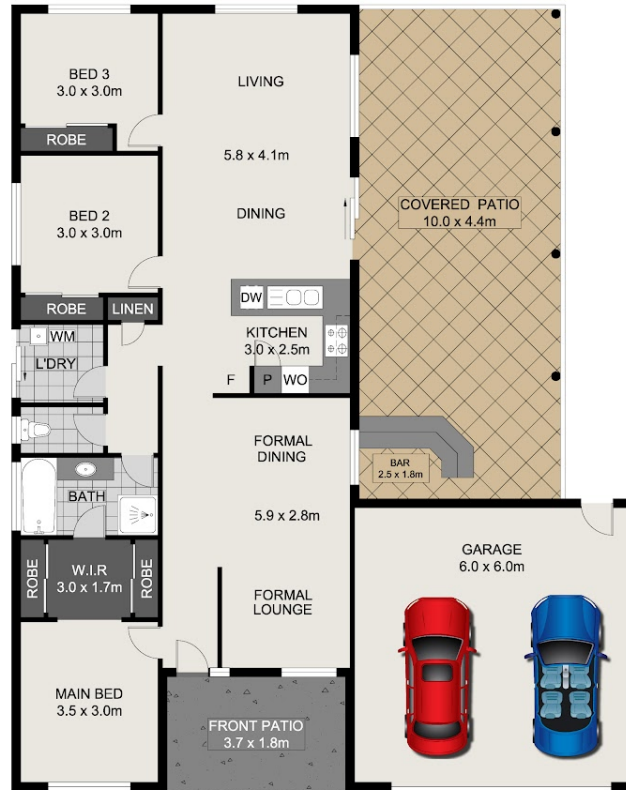 BED 3
3.0 x 3.0m
ROBE
LIVING
5.8 x 4.1m
DINING
COVERED PATIO
10.0 x 4.4m
BED 2
3.0 x 3.0m
ROBE
LINEN
WM
L'DRY
DW
KITCHEN
3.0 x 2.5m
F
P
WO
FORMAL
DINING
5.9 x 2.8m
FORMAL
LOUNGE
BAR
2.5 x 1.8m
BATH
ROBE
W.I.R
3.0 x 1.7m
ROBE
GARAGE
6.0 x 6.0m
MAIN BED
3.5 x 3.0m
FRONT PATIO
3.7 x 1.8m